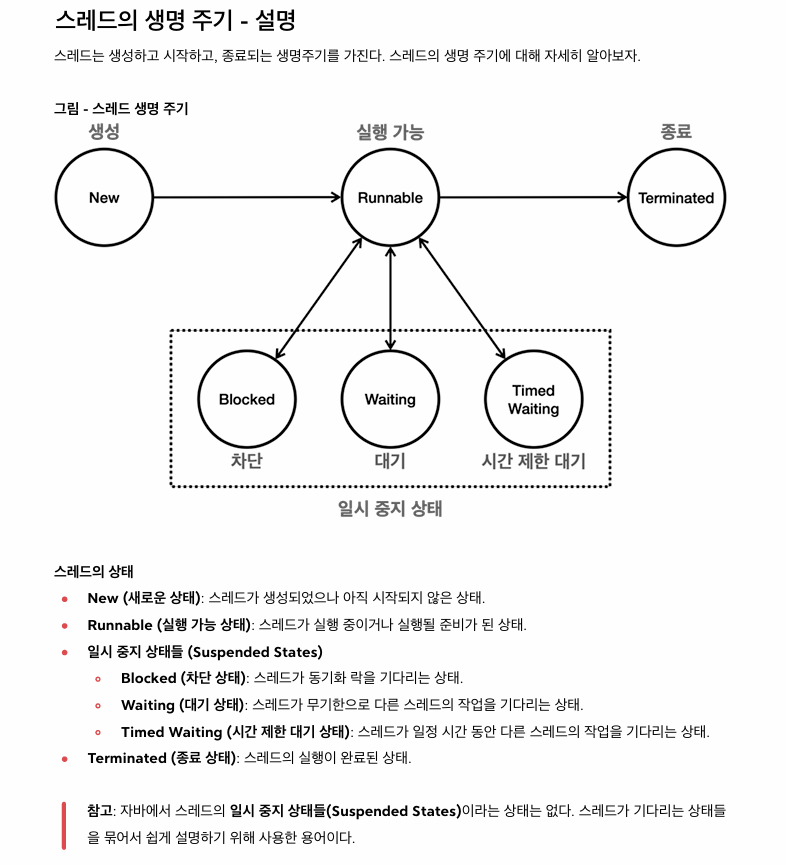 스레드의 생명 주기 - 설명
스레드는 생성하고 시작하고, 종료되는 생명주기를 가진다. 스레드의 생명 주기에 대해 자세히 알아보자.
그림 - 스레드 생명 주기
생성
실행 가능
종료
New
Runnable
Terminated
Blocked
Waiting
Timed
Waiting
차단
대기
시간 제한 대기
일시 중지 상태
스레드의 상태
New (새로운 상태): 스레드가 생성되었으나 아직 시작되지 않은 상태.
Runnable (실행 가능 상태): 스레드가 실행 중이거나 실행될 준비가 된 상태.
일시 중지 상태들 (Suspended States)
Blocked (차단 상태): 스레드가 동기화 락을 기다리는 상태.
Waiting (대기 상태): 스레드가 무기한으로 다른 스레드의 작업을 기다리는 상태.
Timed Waiting (시간 제한 대기 상태): 스레드가 일정 시간 동안 다른 스레드의 작업을 기다리는 상태.
Terminated (종료 상태): 스레드의 실행이 완료된 상태.
참고: 자바에서 스레드의 일시 중지 상태들(Suspended States)이라는 상태는 없다. 스레드가 기다리는 상태들
을 묶어서 쉽게 설명하기 위해 사용한 용어이다.